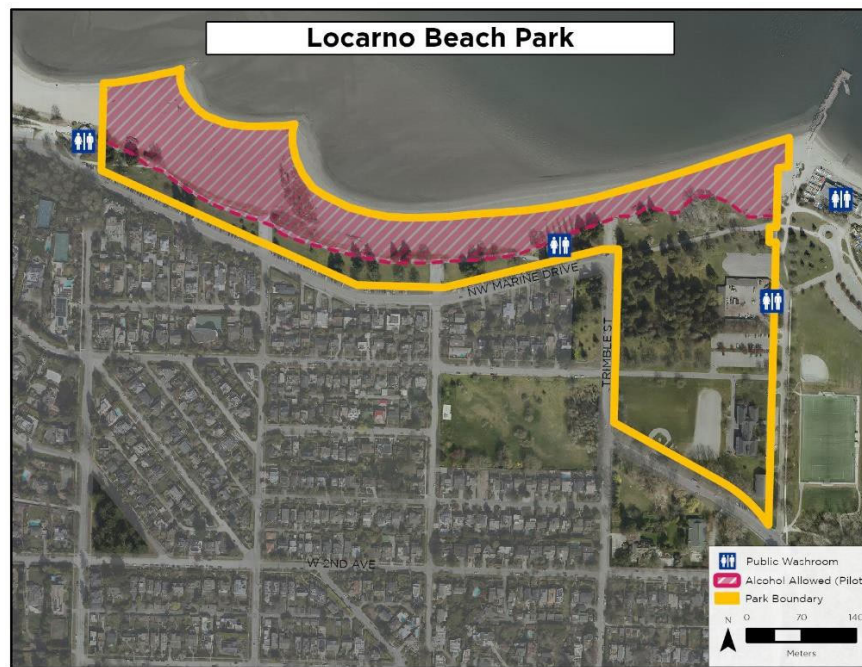 Locarno Beach Park
NW MARINE DRIVE
TRIMBLE ST
W 2ND AVE
Public Washroom
Alcohol Allowed (Pilot
Park Boundary
N
0 70 140
Meters